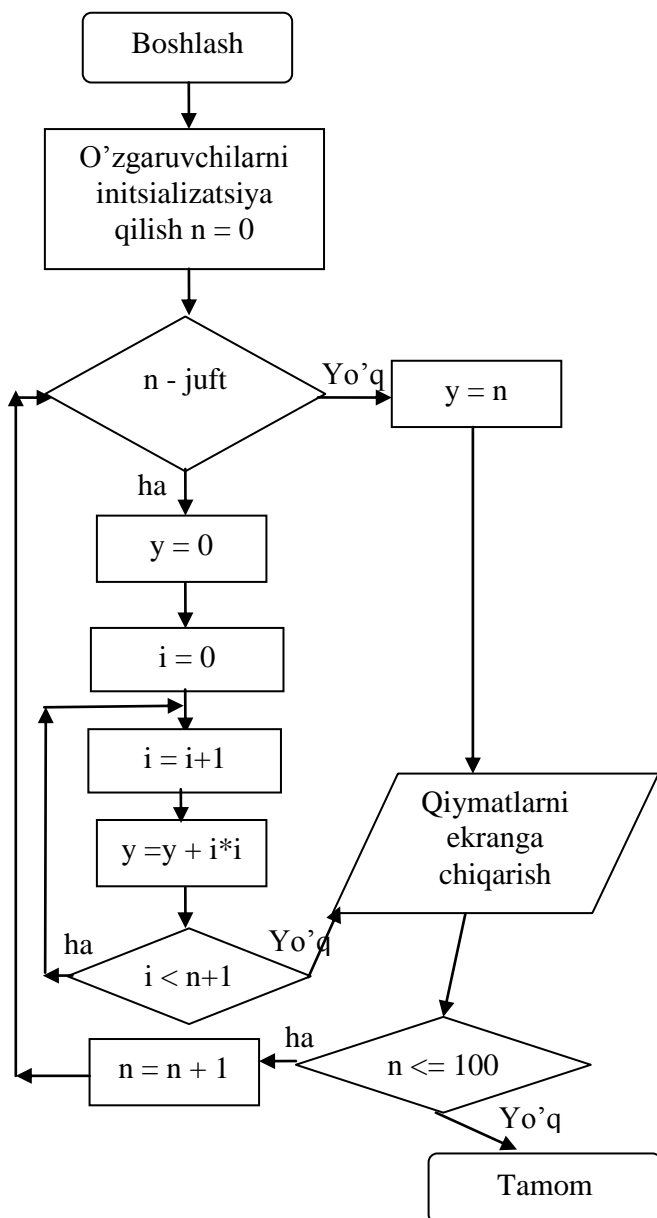 Boshlash
O’zgaruvchilarni
initsializatsiya
qilish n = 0
n - juft
Yo’q
y = n
ha
y = 0
i = 0
i = i+1
y =y + i*i
Qiymatlarni
ekranga
chiqarish
ha
Yo’q
i < n+1
ha
n = n + 1
n <= 100
Yo’q
Tamom